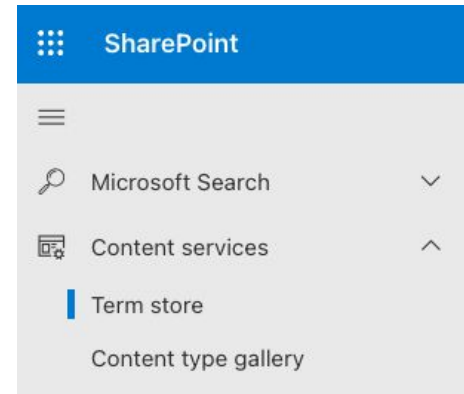 SharePoint
Microsoft Search
Content services
Term store
Content type gallery